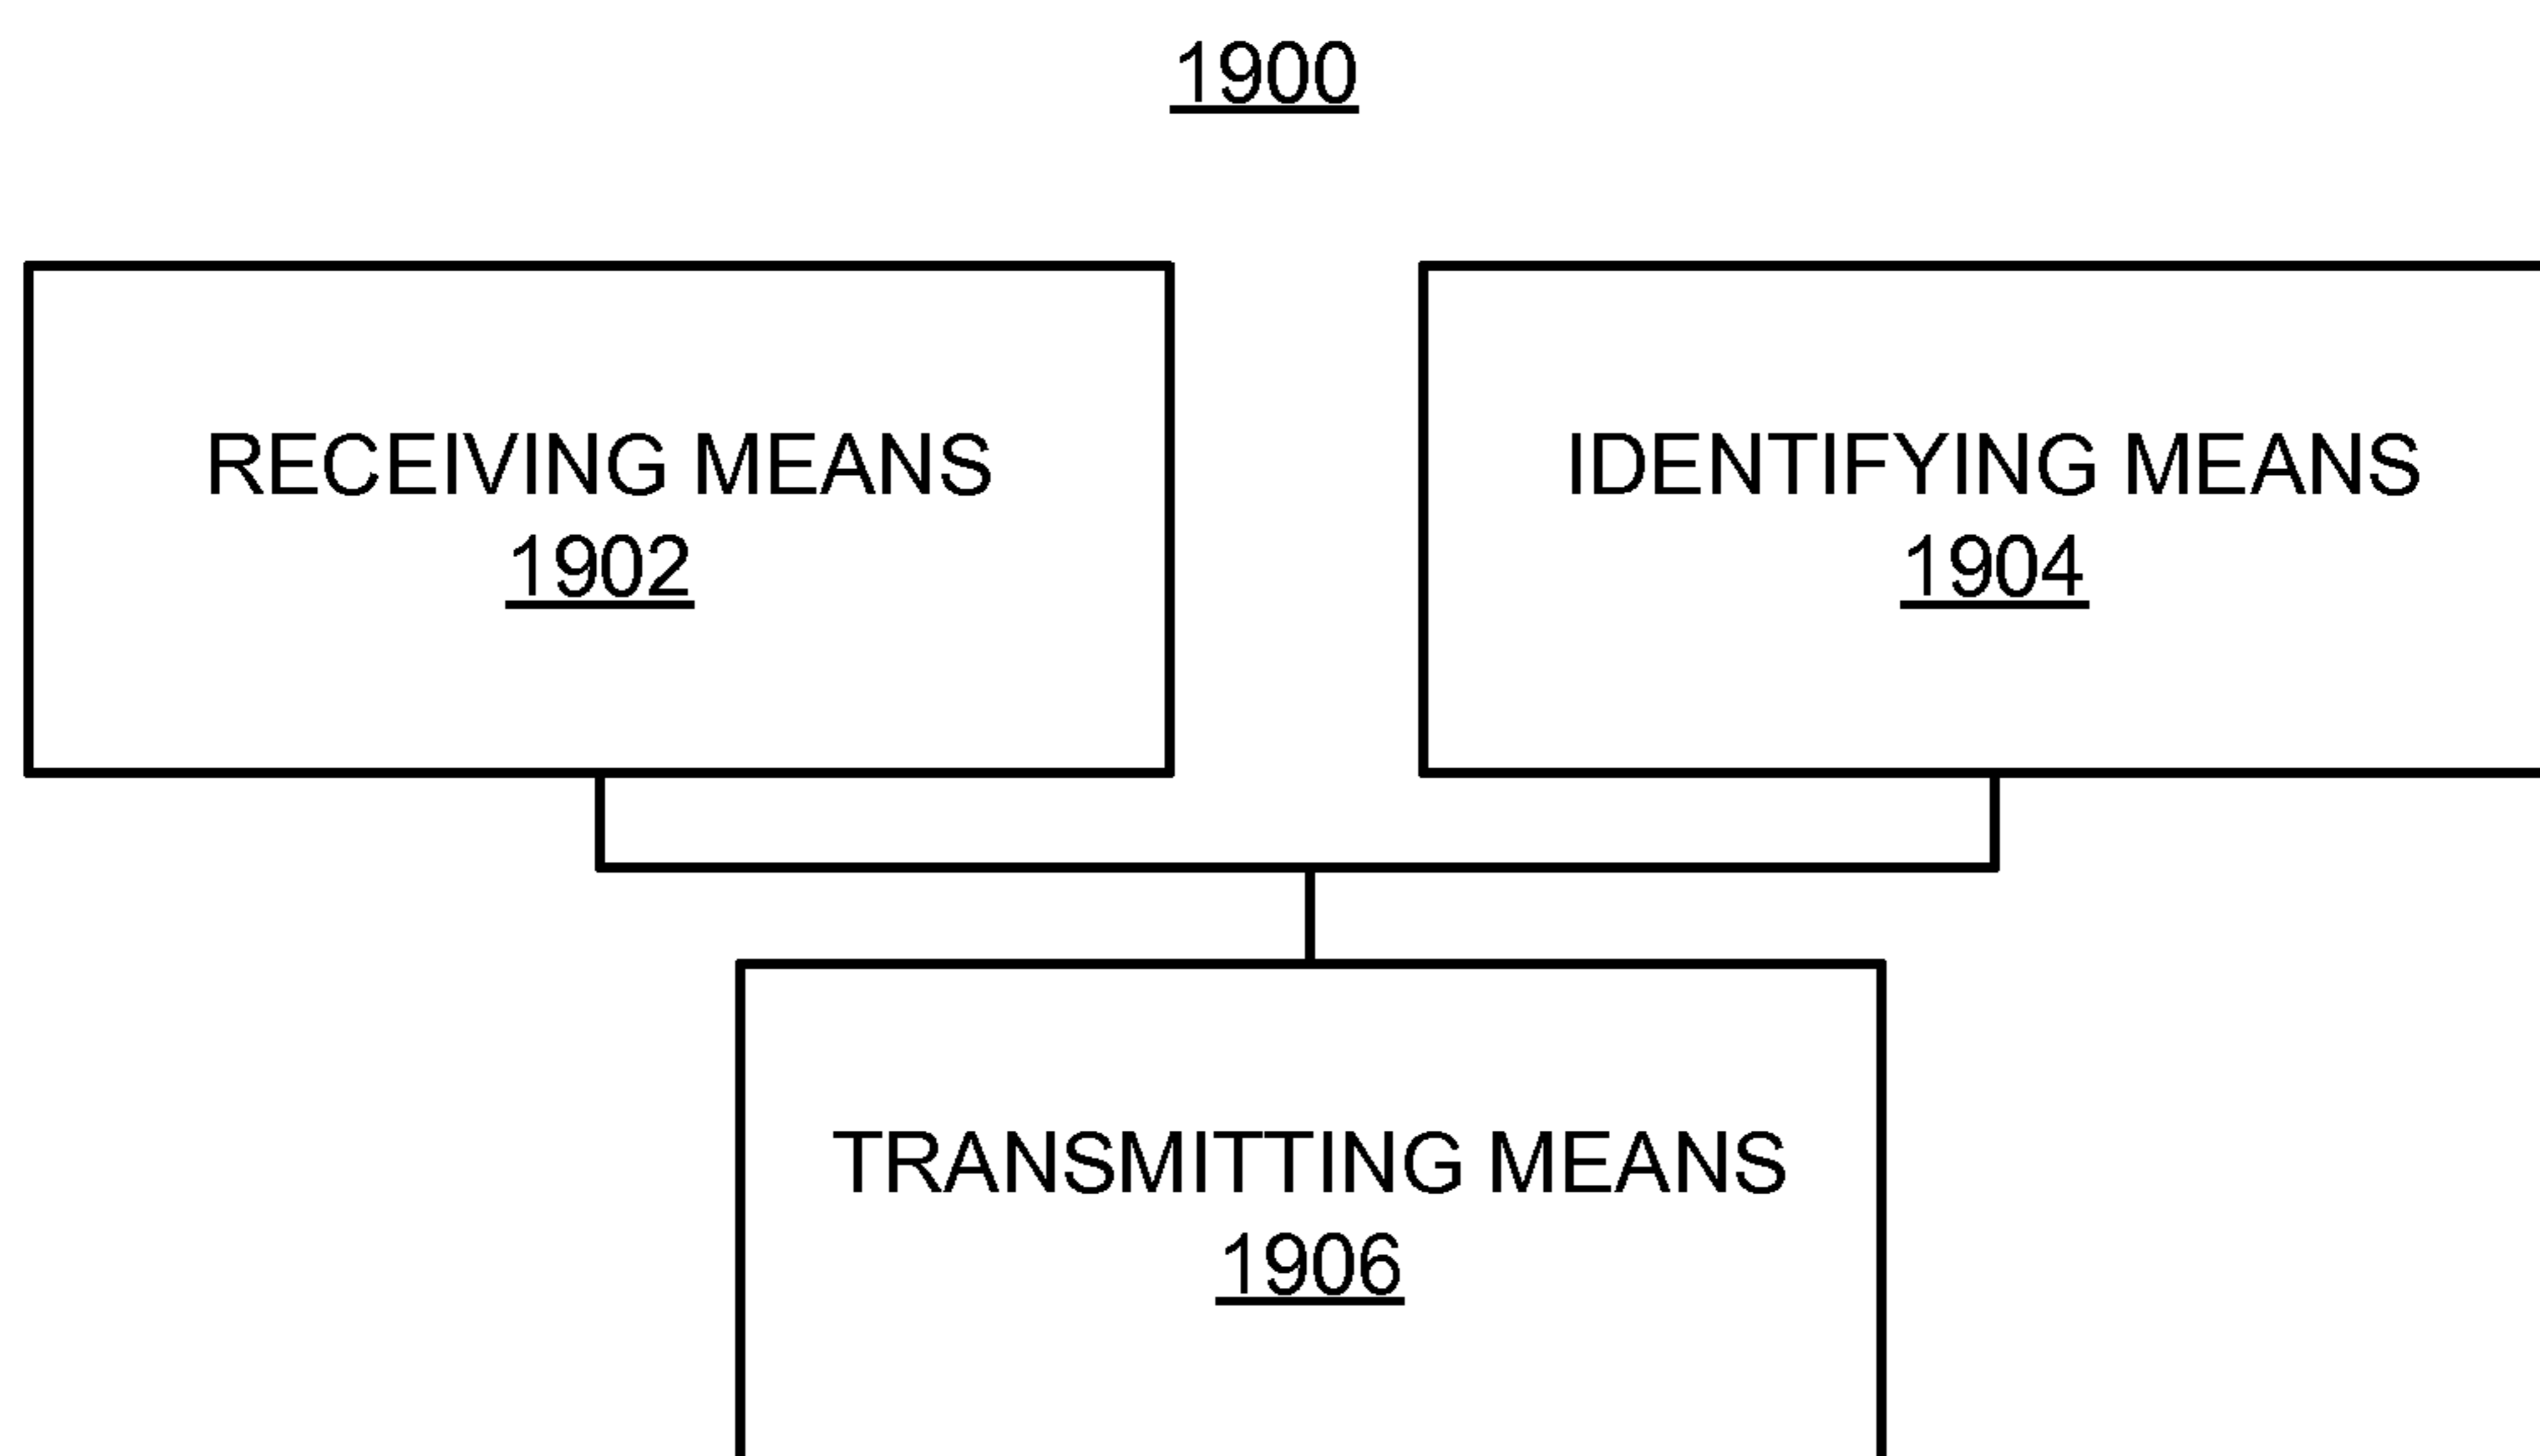 1900
RECEIVING MEANS
1902
IDENTIFYING MEANS
1904
TRANSMITTING MEANS
1906